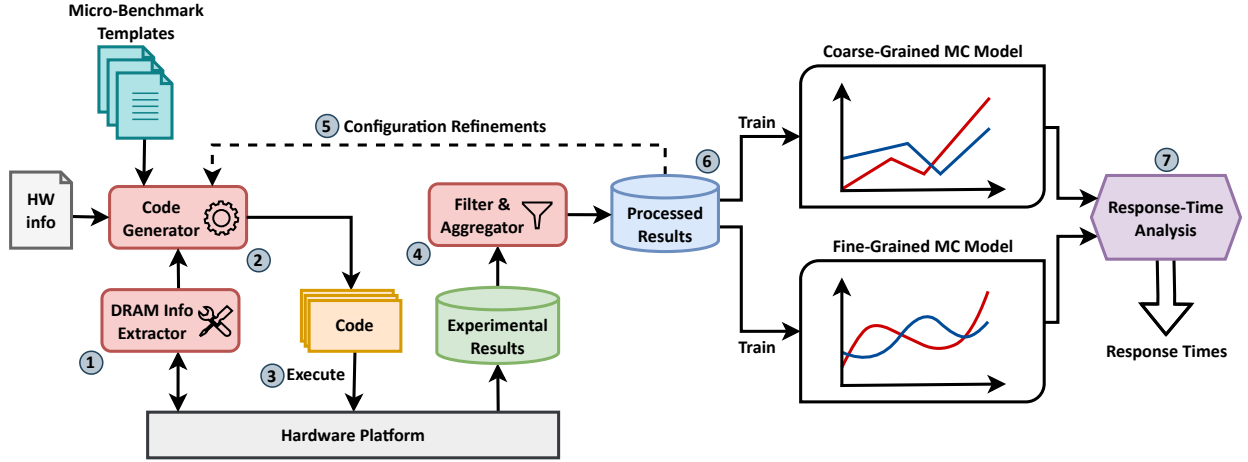 Micro-Benchmark
Templates
HW
info
Code
Generator
2
DRAM Info
Extractor
1
5 Configuration Refinements
Code
3 Execute
Hardware Platform
Experimental
Results
4
Filter &
Aggregator
Processed
Results
6
Train
Train
Coarse-Grained MC Model
Fine-Grained MC Model
7
Response-Time
Analysis
Response Times